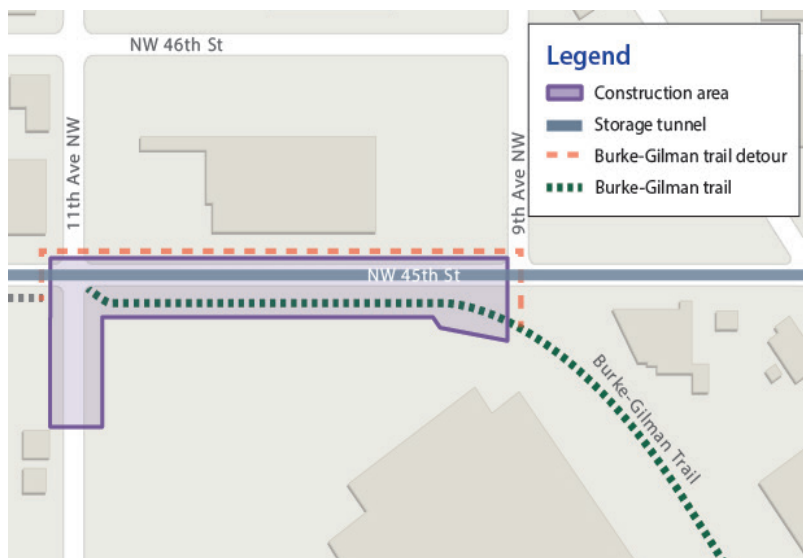 NW 46th St
Legend
Construction area
Storage tunnel
Burke-Gilman trail detour
Burke-Gilman trail
11th Ave NW
9th Ave NW
NW 45th St
Burke-Gilman Trail